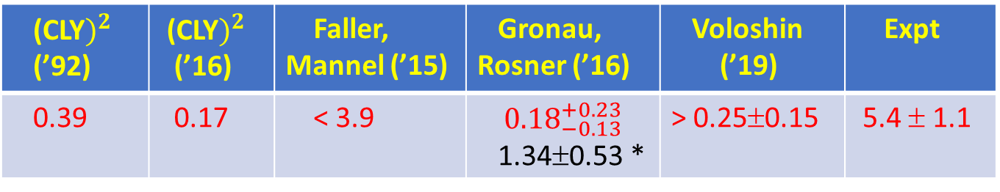 (CLY)² (CLY)² Faller, Gronau, Voloshin Expt
(’92) (’16) Mannel (’15) Rosner (’16) (’19)
0.39 0.17 < 3.9 0.18+0.23−0.13 > 0.25±0.15 5.4 ± 1.1
1.34±0.53 *